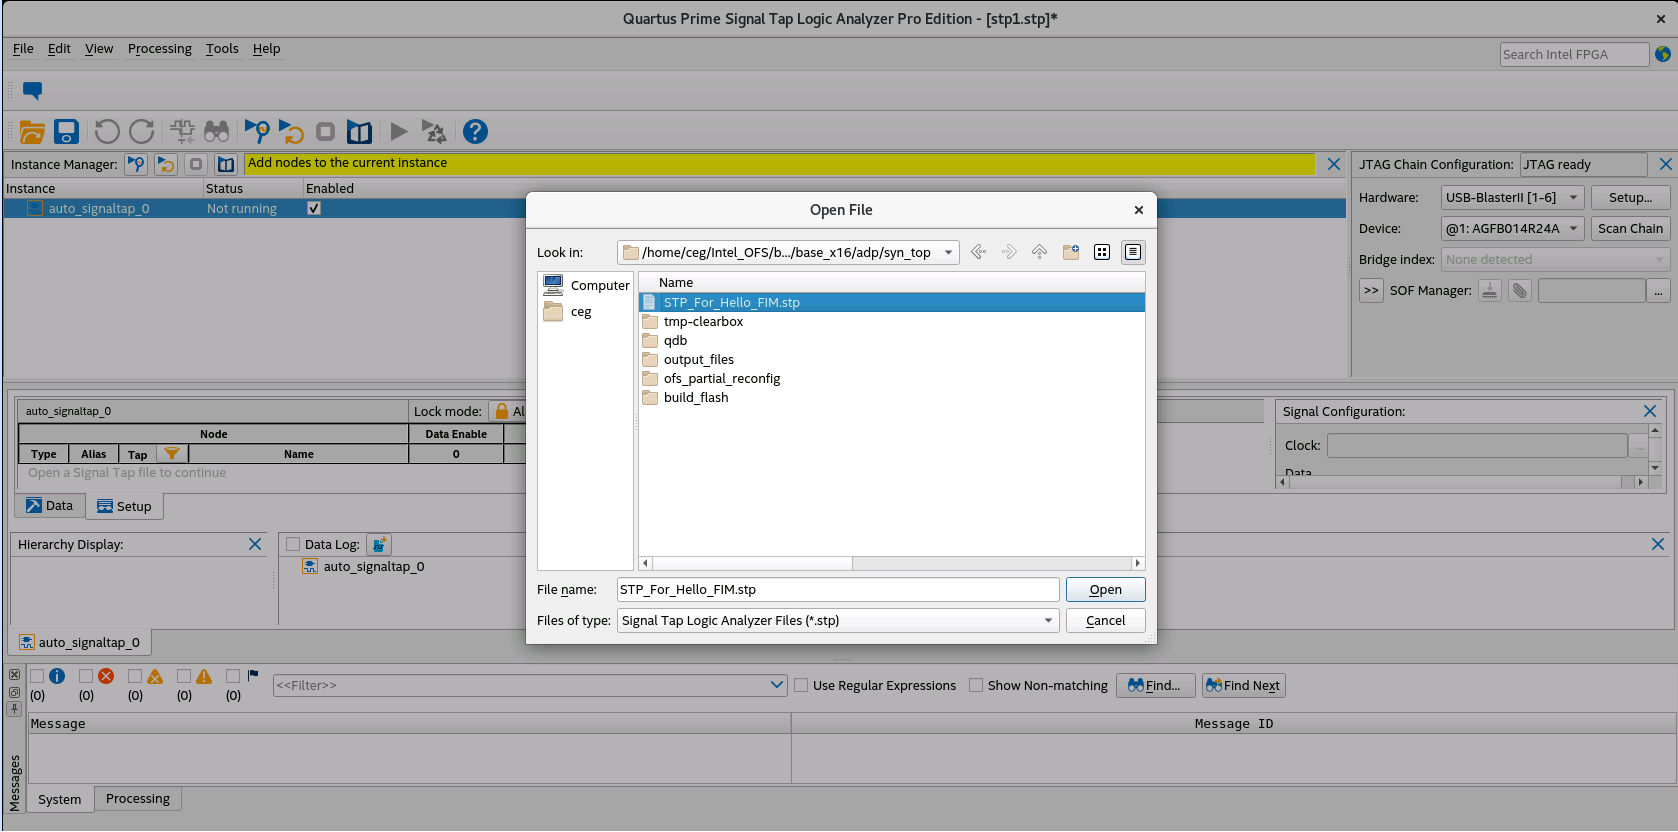 Quartus Prime Signal Tap Logic Analyzer Pro Edition - [stp1.stp]*
File Edit View Processing Tools Help
Search Intel FPGA
Instance Manager: Add nodes to the current instance
JTAG Chain Configuration: JTAG ready
Instance Status Enabled
auto_signaltap_0 Not running
Hardware: USB-BlasterII [1-6] Setup...
Device: @1: AGFB014R24A Scan Chain
Bridge index: None detected
>> SOF Manager: ...
Open File
Look in: /home/ceg/Intel_OFS/b.../base_x16/adp/syn_top
Computer
ceg
Name
STP_For_Hello_FIM.stp
tmp-clearbox
qdb
output_files
ofs_partial_reconfig
build_flash
File name: STP_For_Hello_FIM.stp Open
Files of type: Signal Tap Logic Analyzer Files (*.stp) Cancel
auto_signaltap_0 Lock mode: Al
Node Data Enable
Type Alias Tap Name 0
Open a Signal Tap file to continue
Signal Configuration:
Clock: ...
Data
Data Setup
Hierarchy Display:
Data Log:
auto_signaltap_0
auto_signaltap_0
(0) (0) (0) (0) (0)
<<Filter>> Use Regular Expressions Show Non-matching Find... Find Next
Message Message ID
Messages
System Processing